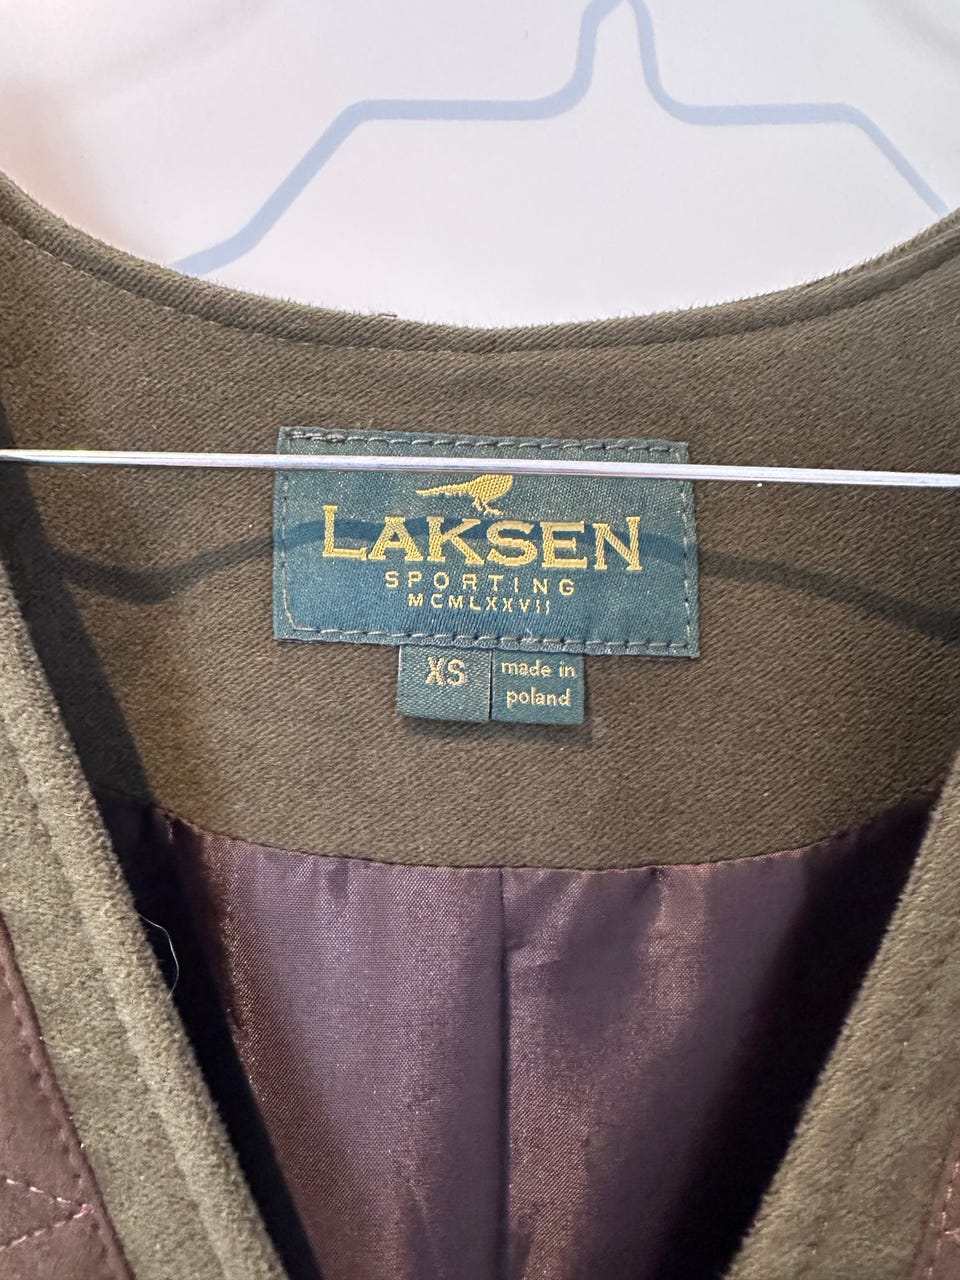 LAKSEN
SPORTING
MCMLXXVII
XS
made in
poland